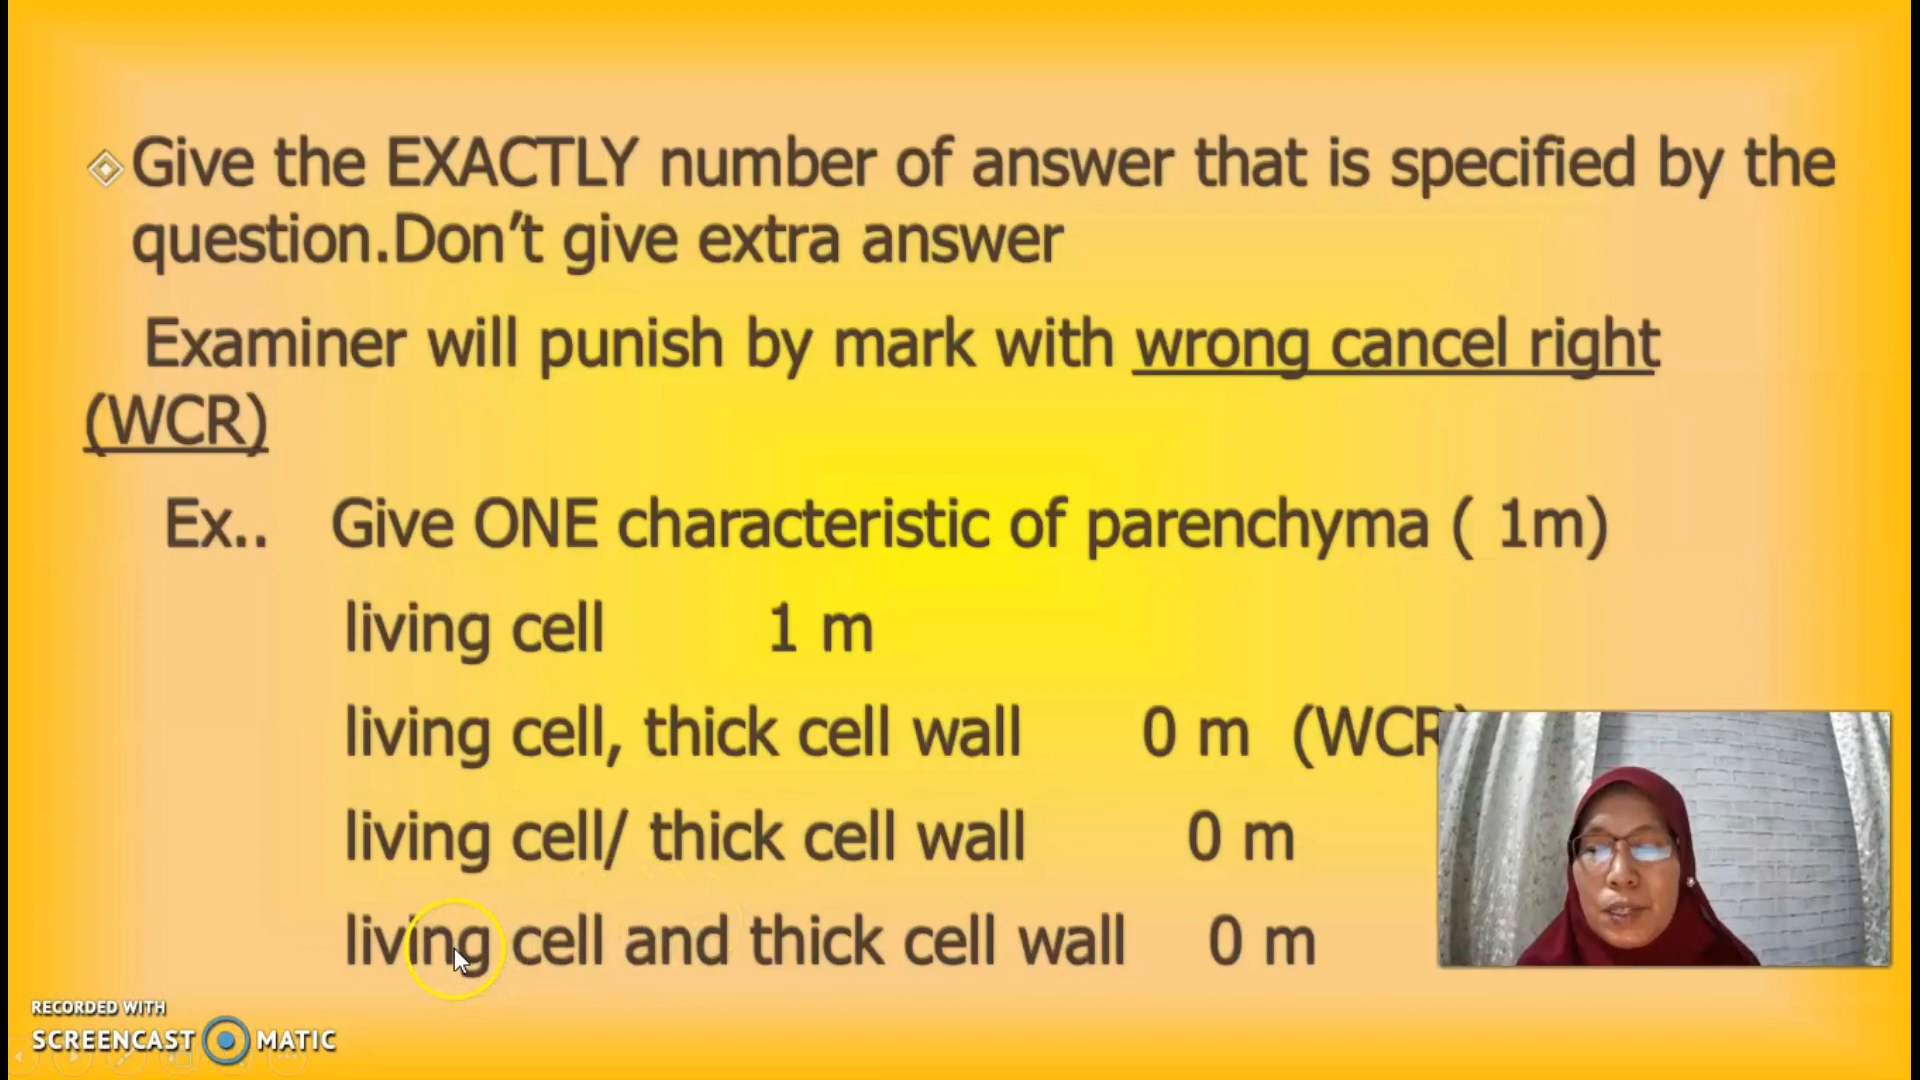 Give the EXACTLY number of answer that is specified by the
question.Don't give extra answer
Examiner will punish by mark with wrong cancel right
(WCR)
Ex.. Give ONE characteristic of parenchyma ( 1m)
living cell 1 m
living cell, thick cell wall 0 m (WCR)
living cell/ thick cell wall 0 m
living cell and thick cell wall 0 m
RECORDED WITH
SCREENCAST MATIC